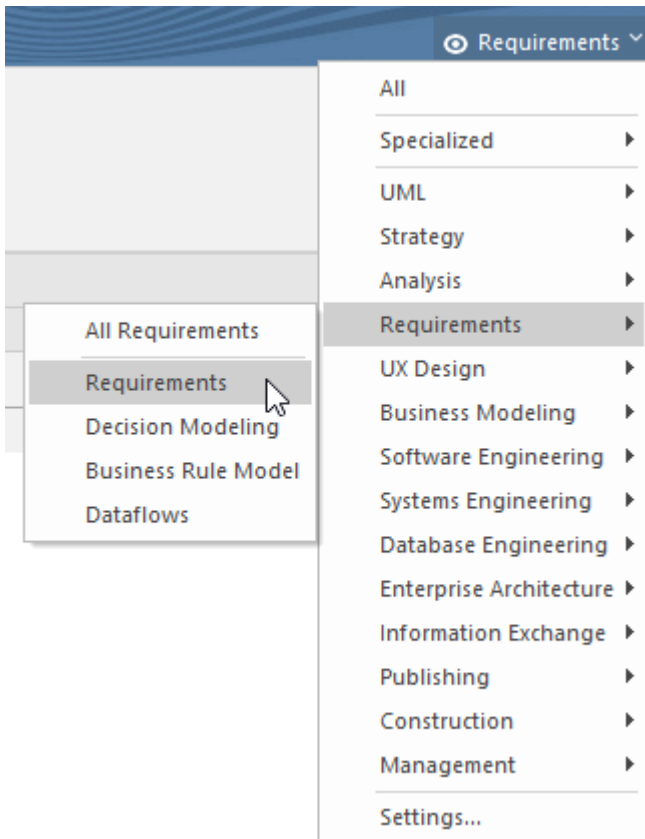 Requirements
All
Specialized
UML
Strategy
Analysis
Requirements
UX Design
Business Modeling
Software Engineering
Systems Engineering
Database Engineering
Enterprise Architecture
Information Exchange
Publishing
Construction
Management
Settings...
All Requirements
Requirements
Decision Modeling
Business Rule Model
Dataflows